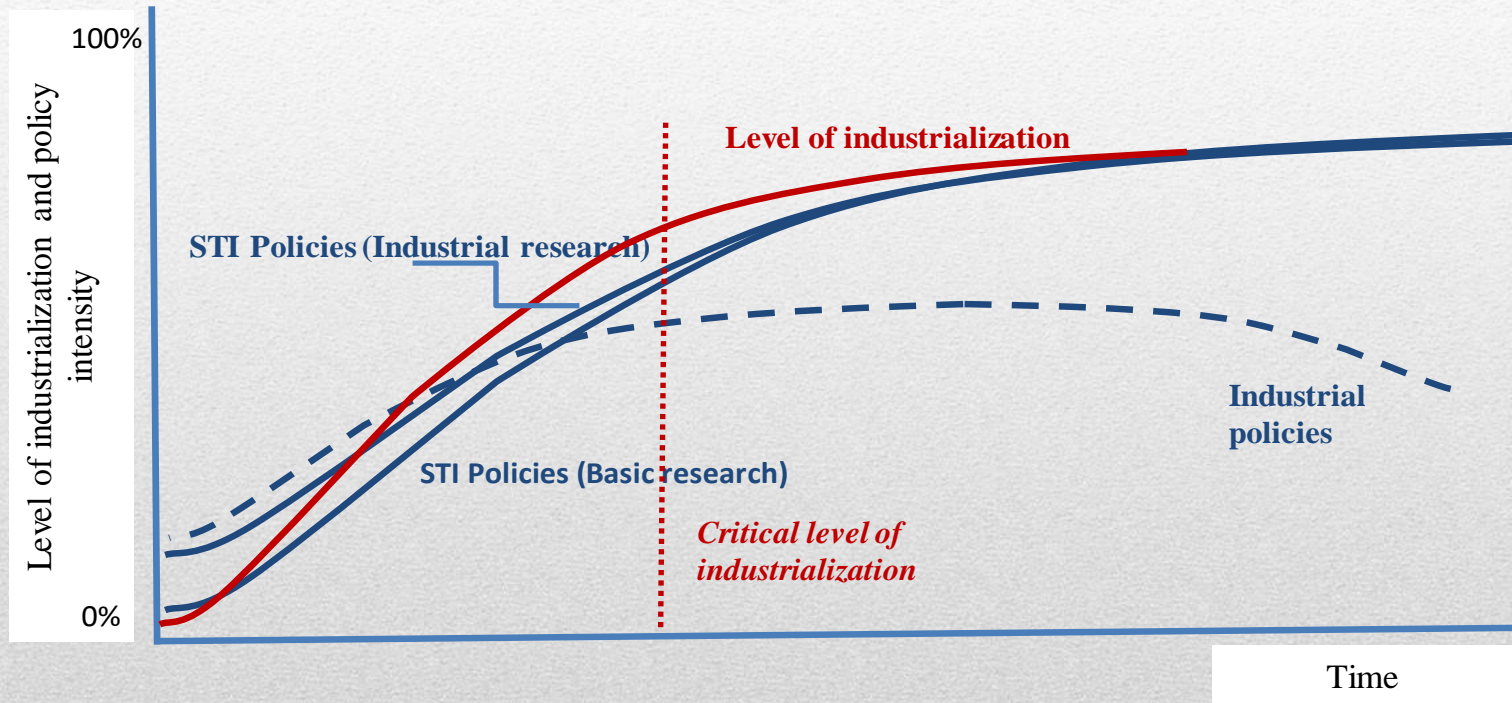 100%
Level of industrialization and policy
intensity
0%
Level of industrialization
STI Policies (Industrial research)
Industrial
policies
STI Policies (Basic research)
Critical level of
industrialization
Time